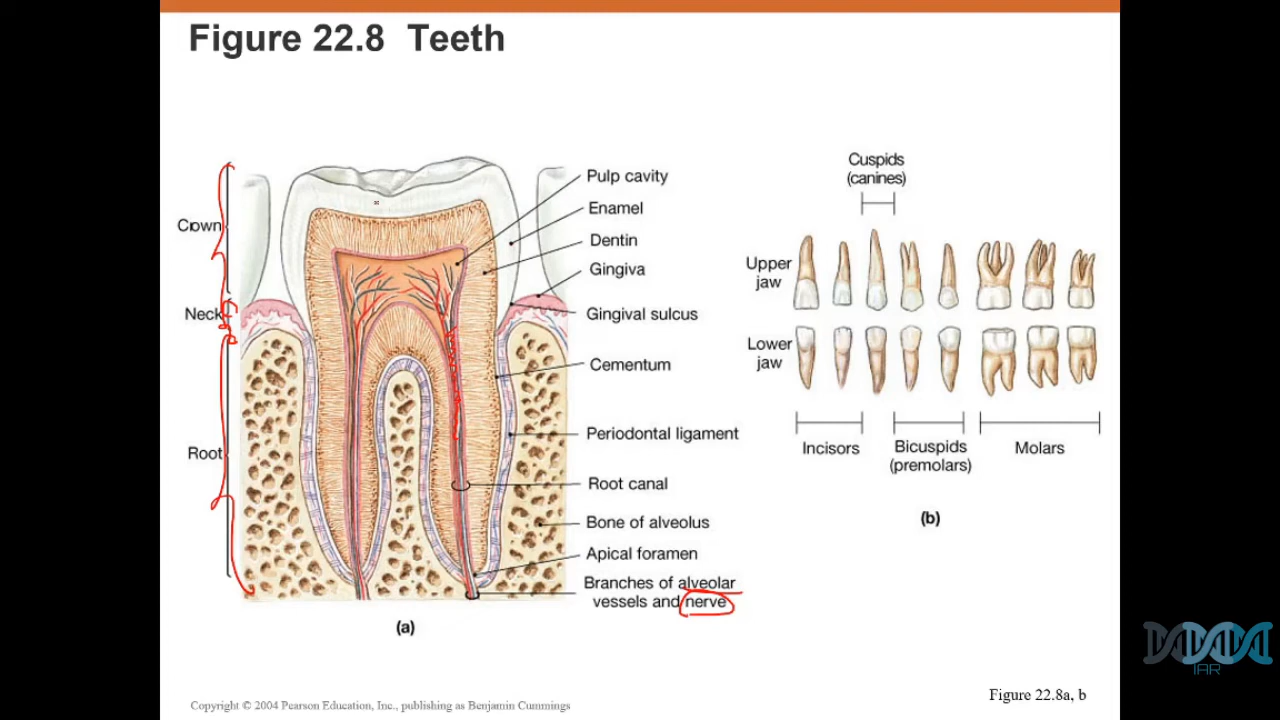 Figure 22.8 Teeth
Crown
Neck
Root
Pulp cavity
Enamel
Dentin
Gingiva
Gingival sulcus
Cementum
Periodontal ligament
Root canal
Bone of alveolus
Apical foramen
Branches of alveolar
vessels and nerve
(a)
Cuspids
(canines)
Upper
jaw
Lower
jaw
Incisors
Bicuspids
(premolars)
Molars
(b)
IAR
Figure 22.8a, b
Copyright © 2004 Pearson Education, Inc., publishing as Benjamin Cummings